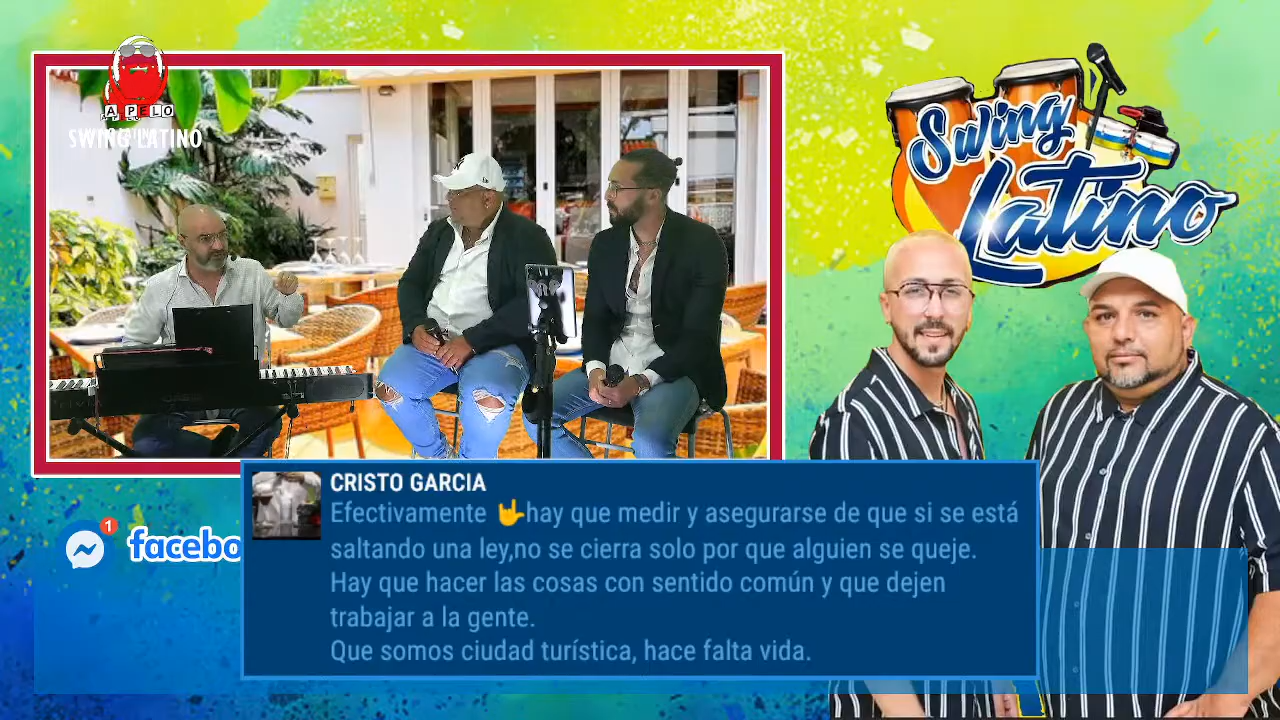 A PELO
SWING LATINO
Swing
Latino
CRISTO GARCIA
Efectivamente 🤟hay que medir y asegurarse de que si se está
saltando una ley,no se cierra solo por que alguien se queje.
Hay que hacer las cosas con sentido común y que dejen
trabajar a la gente.
Que somos ciudad turística, hace falta vida.
1
facebo